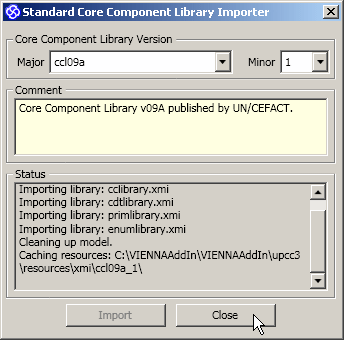 Standard Core Component Library Importer
Core Component Library Version
Major ccl09a Minor 1
Comment
Core Component Library v09A published by UN/CEFACT.
Status
Importing library: cclibrary.xmi
Importing library: cdtlibrary.xmi
Importing library: primlibrary.xmi
Importing library: enumlibrary.xmi
Cleaning up model.
Caching resources: C:\VIENNAAddIn\VIENNAAddIn\upcc3
\resources\xmi\ccl09a_1\
Import Close